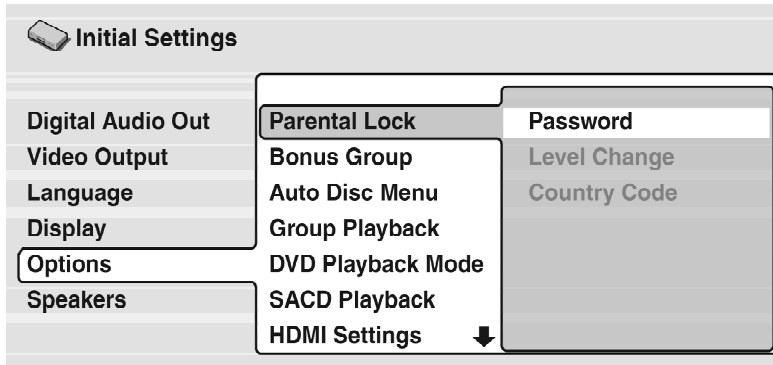 Initial Settings
Digital Audio Out
Video Output
Language
Display
Options
Speakers
Parental Lock
Bonus Group
Auto Disc Menu
Group Playback
DVD Playback Mode
SACD Playback
HDMI Settings
Password
Level Change
Country Code